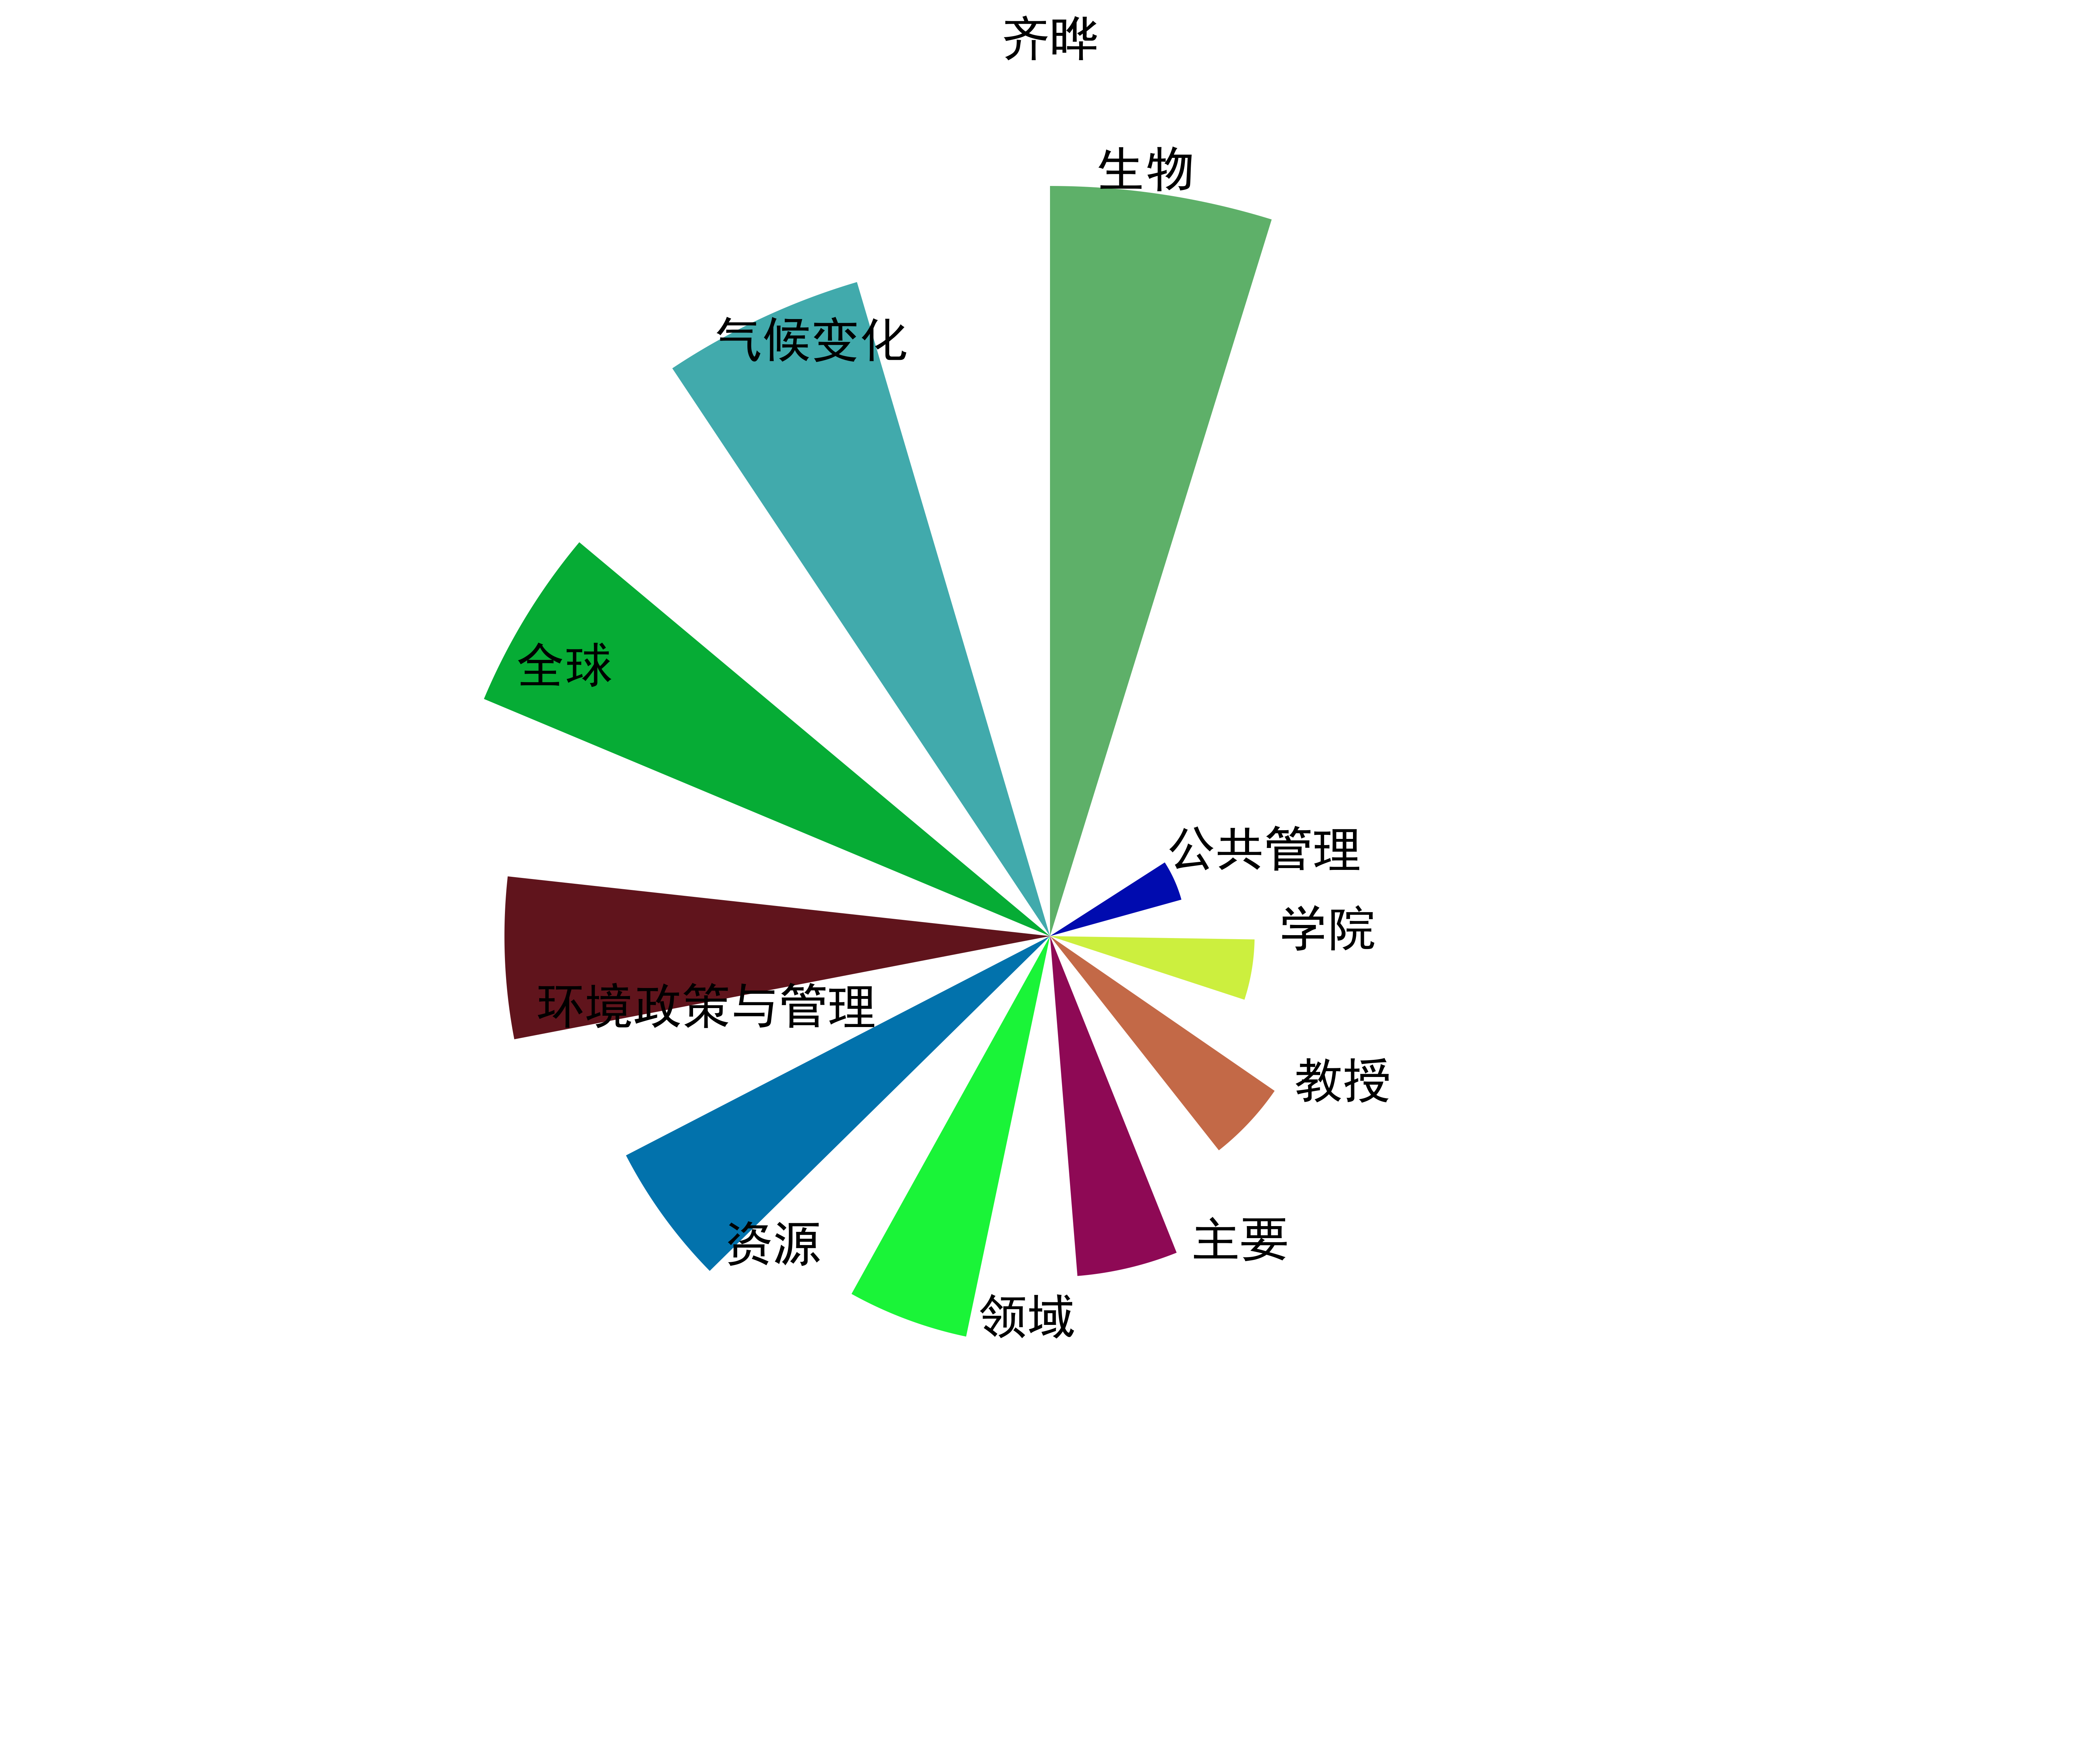 齐晔
生物
气候变化
全球
公共管理
学院
环境政策与管理
教授
资源
主要
领域